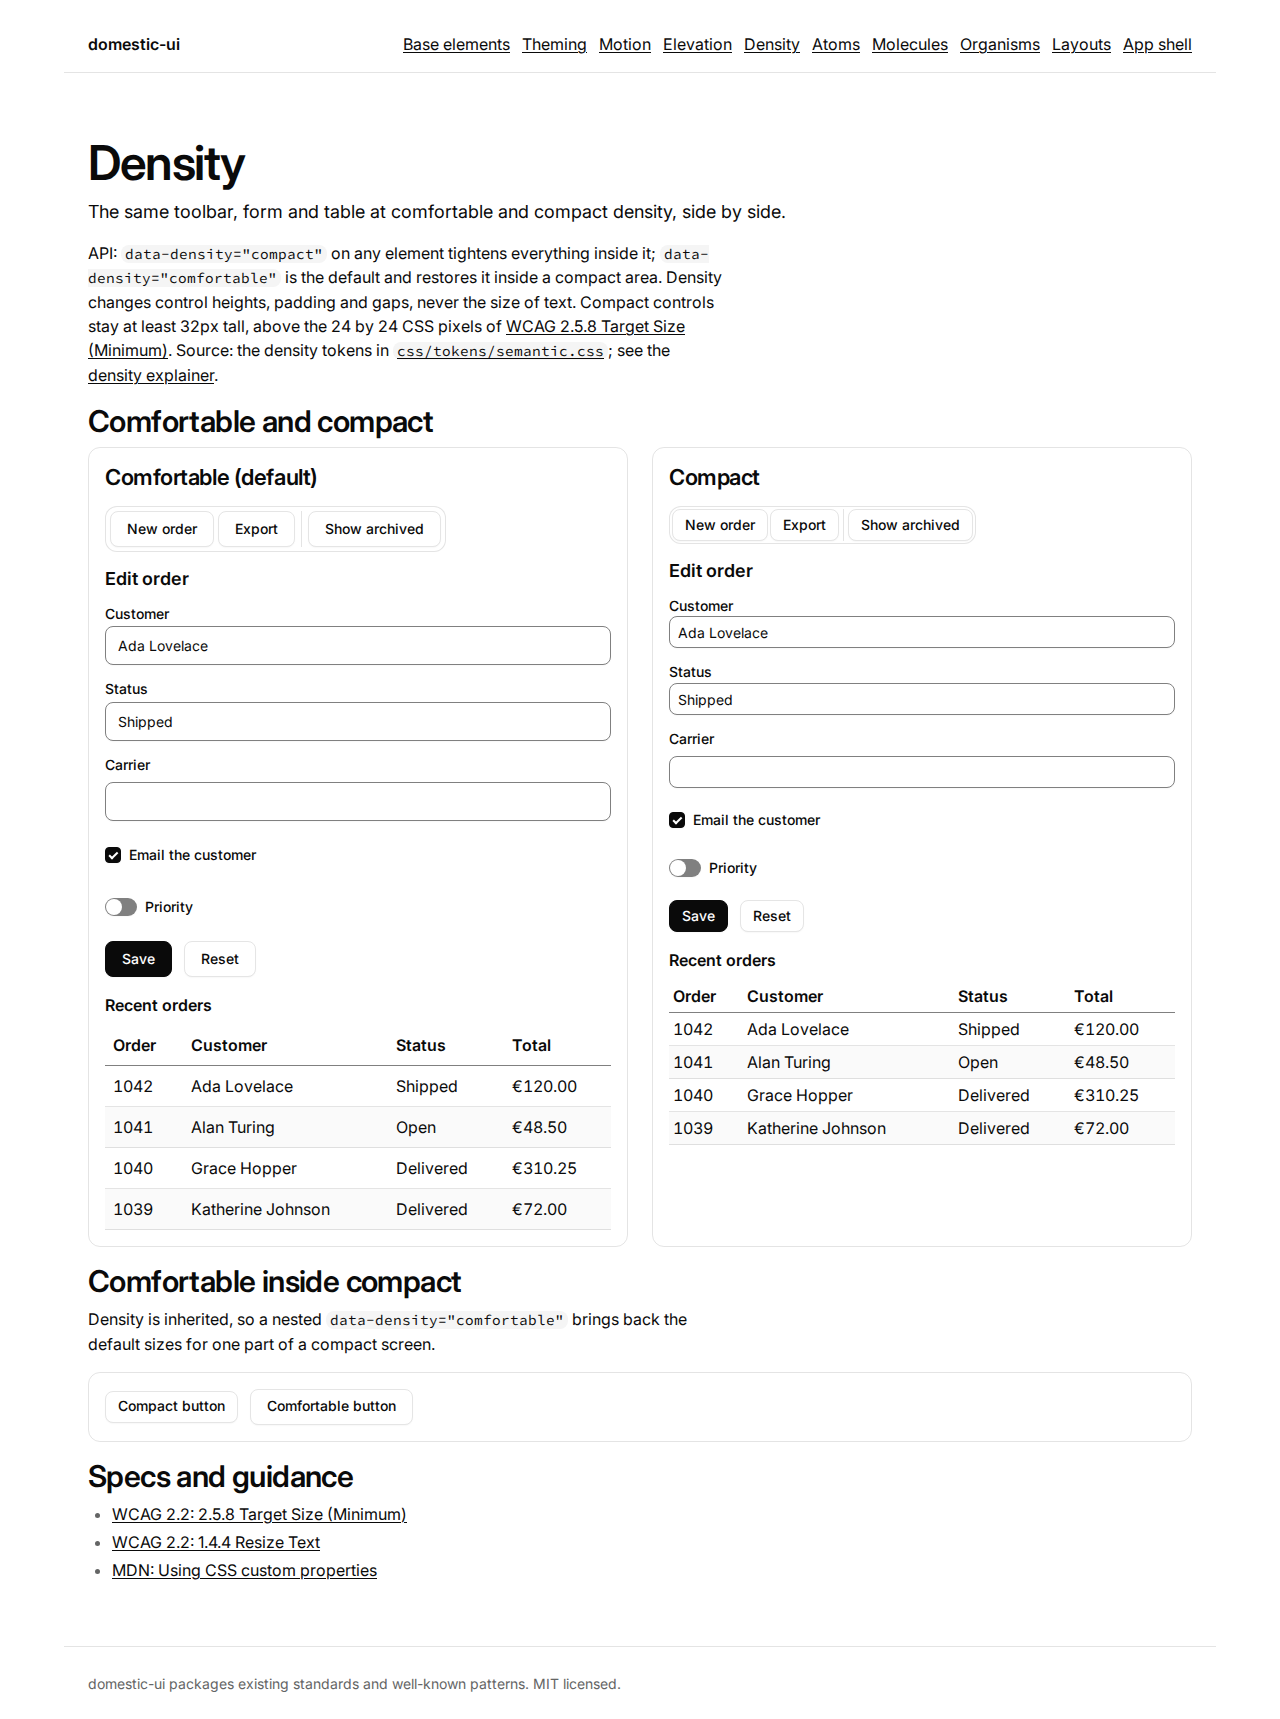 domestic-ui
Base elements Theming Motion Elevation Density Atoms Molecules Organisms Layouts App shell
Density
The same toolbar, form and table at comfortable and compact density, side by side.
API: data-density="compact" on any element tightens everything inside it; data-
density="comfortable" is the default and restores it inside a compact area. Density
changes control heights, padding and gaps, never the size of text. Compact controls
stay at least 32px tall, above the 24 by 24 CSS pixels of WCAG 2.5.8 Target Size
(Minimum). Source: the density tokens in css/tokens/semantic.css; see the
density explainer.
Comfortable and compact
Comfortable (default)
New order Export Show archived
Edit order
Customer
Ada Lovelace
Status
Shipped
Carrier
Email the customer
Priority
Save Reset
Recent orders
Order Customer Status Total
1042 Ada Lovelace Shipped €120.00
1041 Alan Turing Open €48.50
1040 Grace Hopper Delivered €310.25
1039 Katherine Johnson Delivered €72.00
Compact
New order Export Show archived
Edit order
Customer
Ada Lovelace
Status
Shipped
Carrier
Email the customer
Priority
Save Reset
Recent orders
Order Customer Status Total
1042 Ada Lovelace Shipped €120.00
1041 Alan Turing Open €48.50
1040 Grace Hopper Delivered €310.25
1039 Katherine Johnson Delivered €72.00
Comfortable inside compact
Density is inherited, so a nested data-density="comfortable" brings back the
default sizes for one part of a compact screen.
Compact button Comfortable button
Specs and guidance
WCAG 2.2: 2.5.8 Target Size (Minimum)
WCAG 2.2: 1.4.4 Resize Text
MDN: Using CSS custom properties
domestic-ui packages existing standards and well-known patterns. MIT licensed.